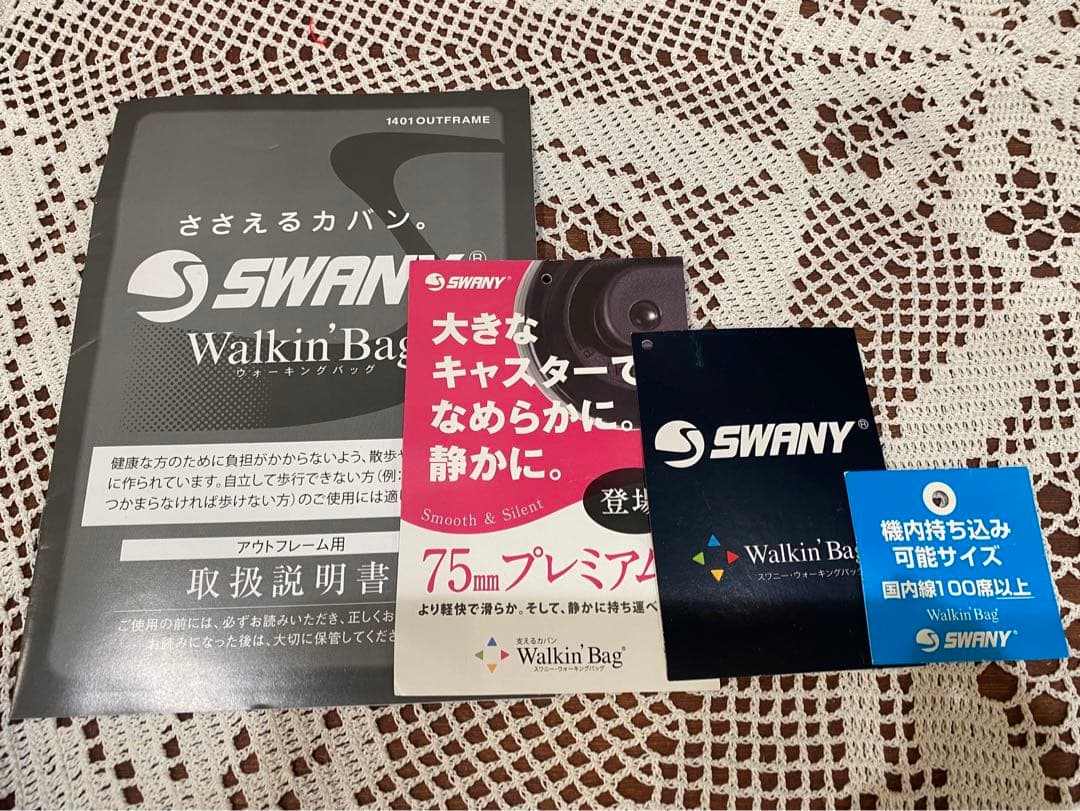 1401OUTFRAME
ささえるカバン。
SWANY®
Walkin'Bag
ウォーキングバッグ
健康な方のために負担がかからないよう、散歩や
に作られています。自立して歩行できない方(例:
つかまらなければ歩けない方)のご使用には適し
アウトフレーム用
取扱説明書
ご使用の前には、必ずお読みいただき、正しくお
お読みになった後は、大切に保管してくださ
SWANY®
大きな
キャスターで
なめらかに。
静かに。
登場
Smooth & Silent
75mmプレミアム
より軽快で滑らか。そして、静かに持ち運べ
支えるカバン
Walkin'Bag®
スワニー・ウォーキングバッグ
SWANY®
Walkin'Bag
スワニー・ウォーキングバッグ
機内持ち込み
可能サイズ
国内線100席以上
Walkin'Bag®
SWANY®